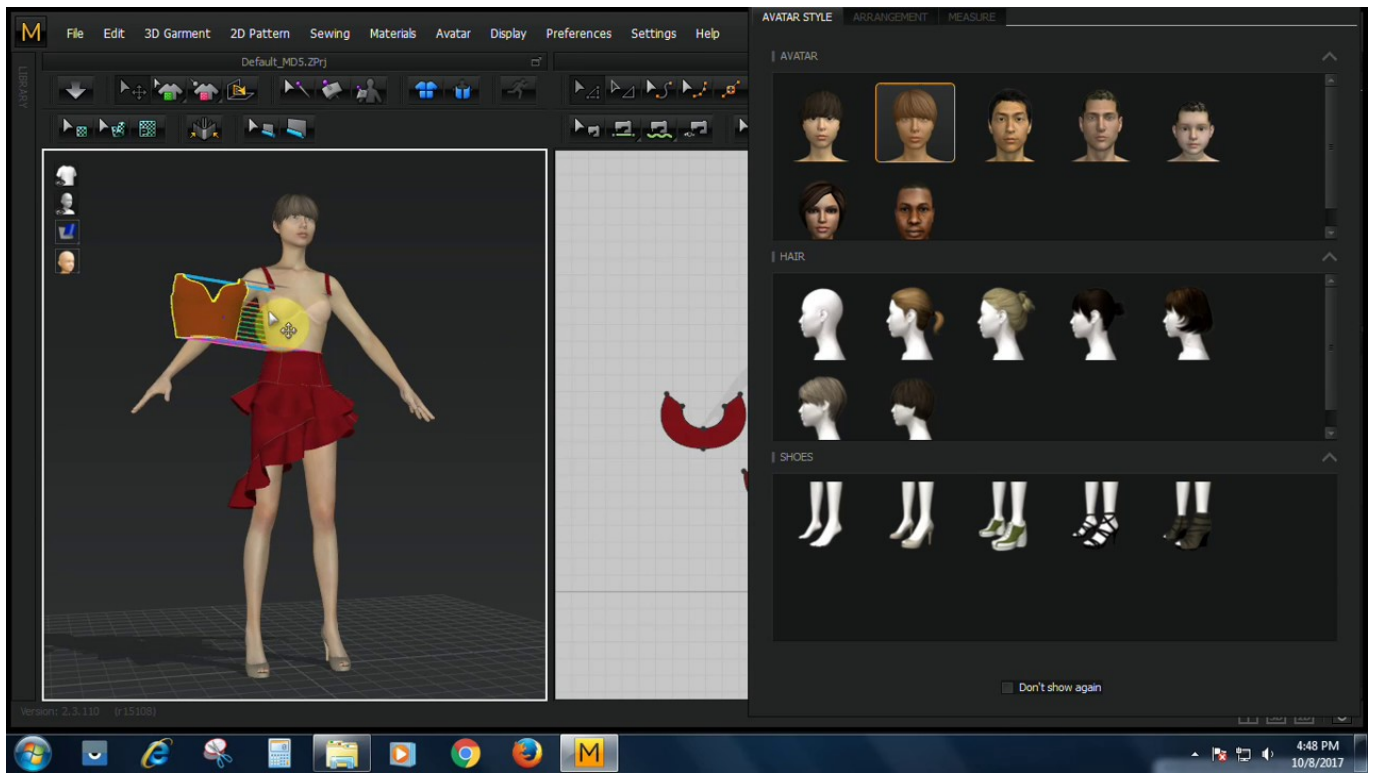 AVATAR STYLE ARRANGEMENT MEASURE
M File Edit 3D Garment 2D Pattern Sewing Materials Avatar Display Preferences Settings Help
Default_MD5.ZPrj
AVATAR
LIBRARY
HAIR
SHOES
Don't show again
Version: 2.3.110 (r15108)
M
4:48 PM
10/8/2017